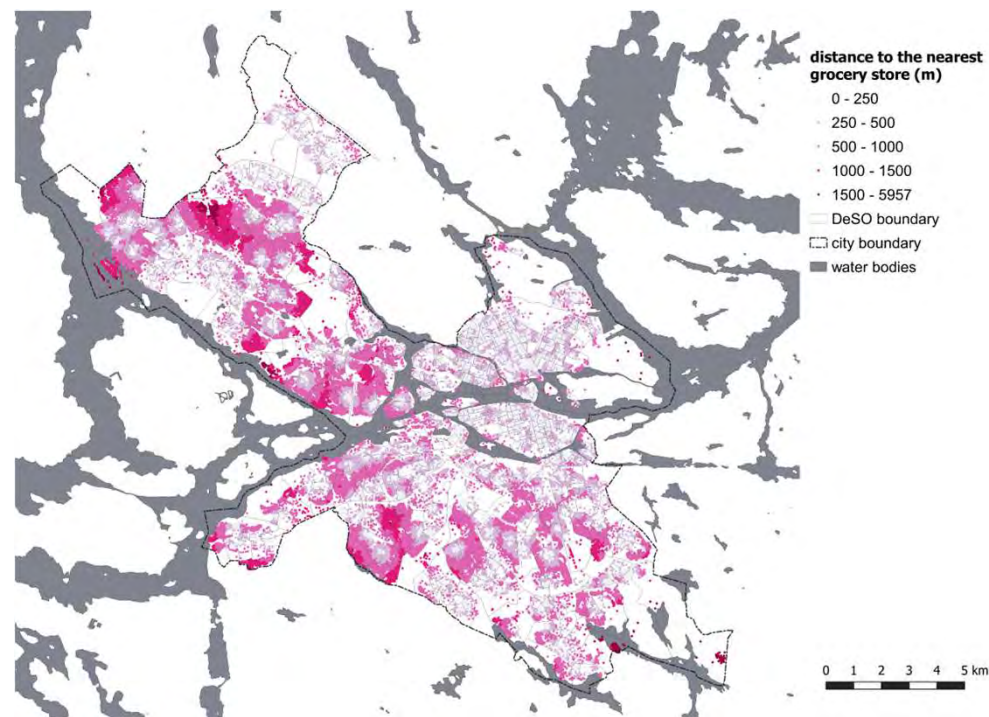 distance to the nearest
grocery store (m)
0 - 250
250 - 500
500 - 1000
1000 - 1500
1500 - 5957
DeSO boundary
city boundary
water bodies
0 1 2 3 4 5 km